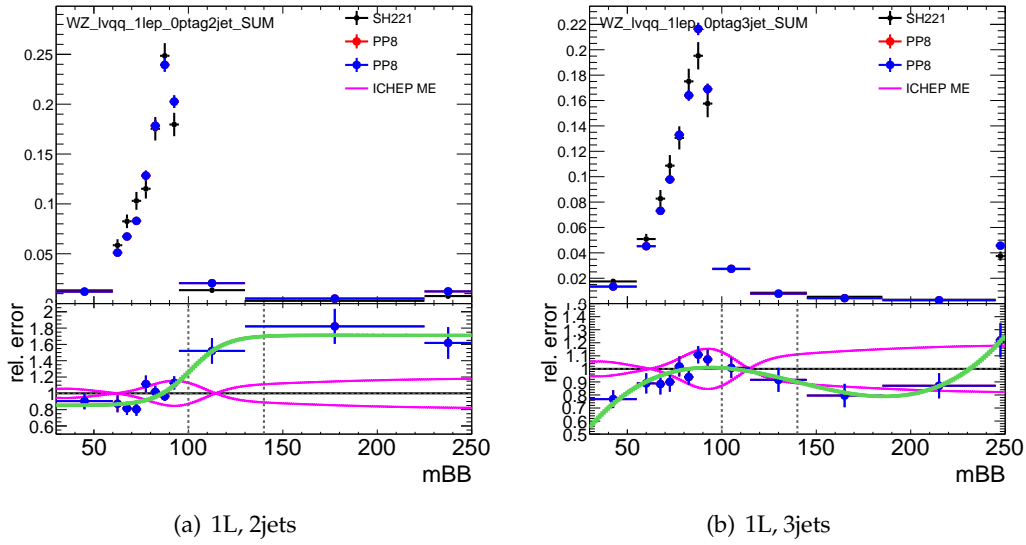 WZ_lvqq_1lep_0ptag2jet_SUM
SH221
PP8
PP8
ICHEP ME
0.25
0.2
0.15
0.1
0.05
0
rel. error
2
1.8
1.6
1.4
1.2
1
0.8
0.6
50 100 150 200 250
mBB
(a) 1L, 2jets
WZ_lvqq_1lep_0ptag3jet_SUM
SH221
PP8
PP8
ICHEP ME
0.22
0.2
0.18
0.16
0.14
0.12
0.1
0.08
0.06
0.04
0.02
0
rel. error
1.5
1.4
1.3
1.2
1.1
1
0.9
0.8
0.7
0.6
0.5
50 100 150 200 250
mBB
(b) 1L, 3jets